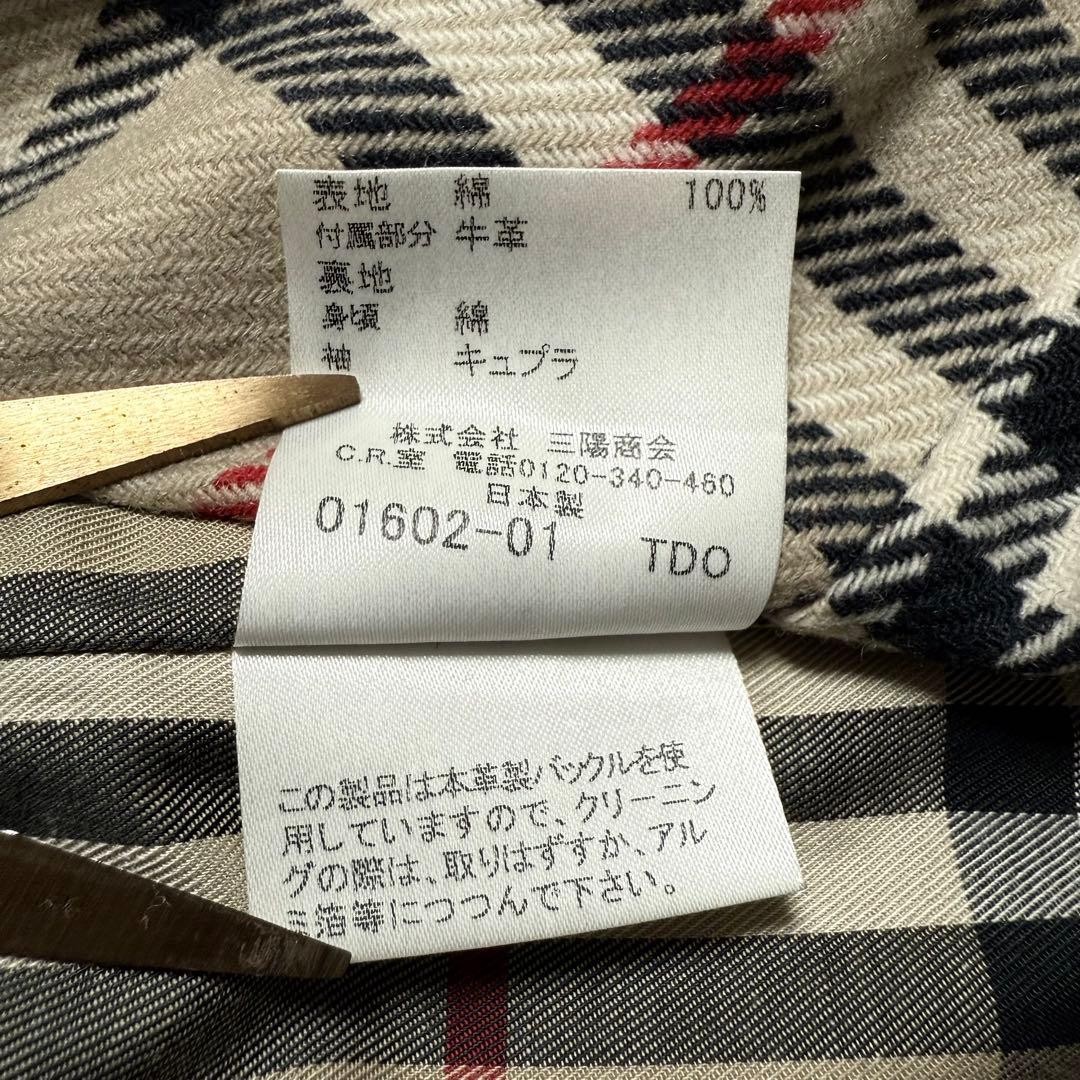 表地 綿 100%
付属部分 牛革
裏地
身頃 綿
袖 キュプラ
株式会社 三陽商会
C.R.室 電話0120-340-460
日本製
01602-01 TDO
この製品は本革製バックルを使
用していますので、クリーニン
グの際は、取りはずすか、アル
ミ箔等につつんで下さい。